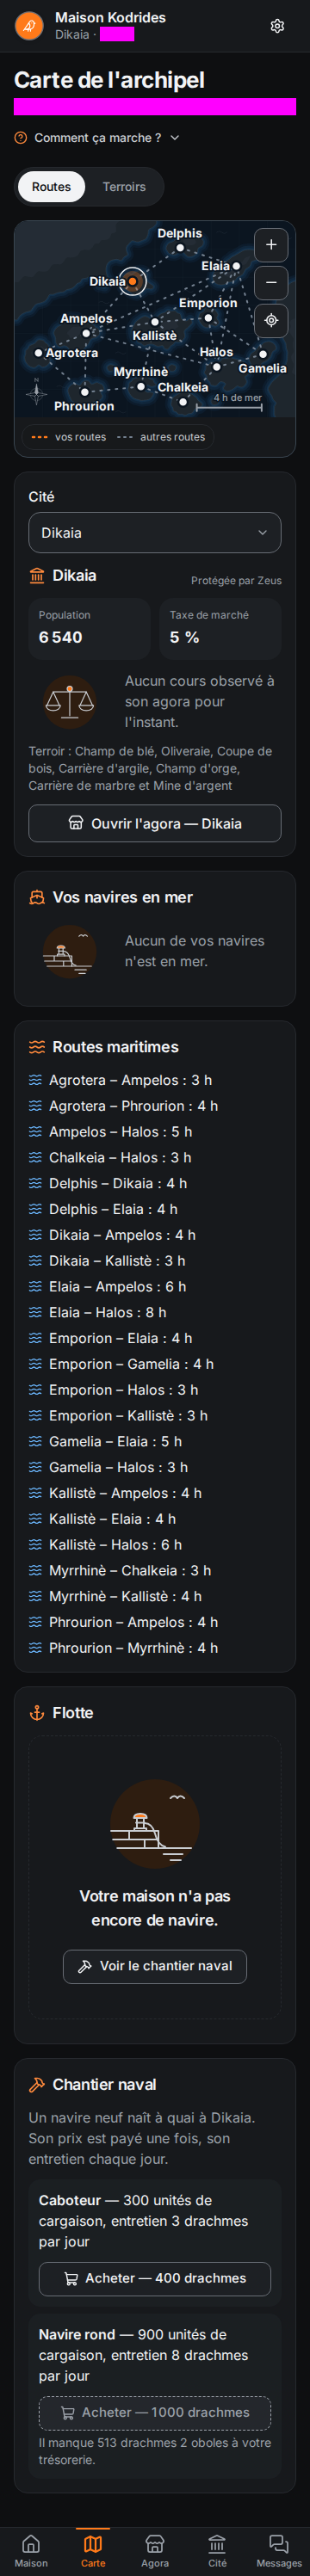 Maison Kodrides
Dikaia ·
Carte de l'archipel
Comment ça marche ?
Routes
Terroirs
Delphis
Elaia
Dikaia
Emporion
Ampelos
Kallistè
Agrotera
Halos
Gamelia
Myrrhinè
Chalkeia
Phrourion
N
4 h de mer
vos routes
autres routes
Cité
Dikaia
Dikaia
Protégée par Zeus
Population
6 540
Taxe de marché
5 %
Aucun cours observé à
son agora pour
l'instant.
Terroir : Champ de blé, Oliveraie, Coupe de
bois, Carrière d'argile, Champ d'orge,
Carrière de marbre et Mine d'argent
Ouvrir l'agora — Dikaia
Vos navires en mer
Aucun de vos navires
n'est en mer.
Routes maritimes
Agrotera – Ampelos : 3 h
Agrotera – Phrourion : 4 h
Ampelos – Halos : 5 h
Chalkeia – Halos : 3 h
Delphis – Dikaia : 4 h
Delphis – Elaia : 4 h
Dikaia – Ampelos : 4 h
Dikaia – Kallistè : 3 h
Elaia – Ampelos : 6 h
Elaia – Halos : 8 h
Emporion – Elaia : 4 h
Emporion – Gamelia : 4 h
Emporion – Halos : 3 h
Emporion – Kallistè : 3 h
Gamelia – Elaia : 5 h
Gamelia – Halos : 3 h
Kallistè – Ampelos : 4 h
Kallistè – Elaia : 4 h
Kallistè – Halos : 6 h
Myrrhinè – Chalkeia : 3 h
Myrrhinè – Kallistè : 4 h
Phrourion – Ampelos : 4 h
Phrourion – Myrrhinè : 4 h
Flotte
Votre maison n'a pas
encore de navire.
Voir le chantier naval
Chantier naval
Un navire neuf naît à quai à Dikaia.
Son prix est payé une fois, son
entretien chaque jour.
Caboteur — 300 unités de
cargaison, entretien 3 drachmes
par jour
Acheter — 400 drachmes
Navire rond — 900 unités de
cargaison, entretien 8 drachmes
par jour
Acheter — 1 000 drachmes
Il manque 513 drachmes 2 oboles à votre
trésorerie.
Maison
Carte
Agora
Cité
Messages